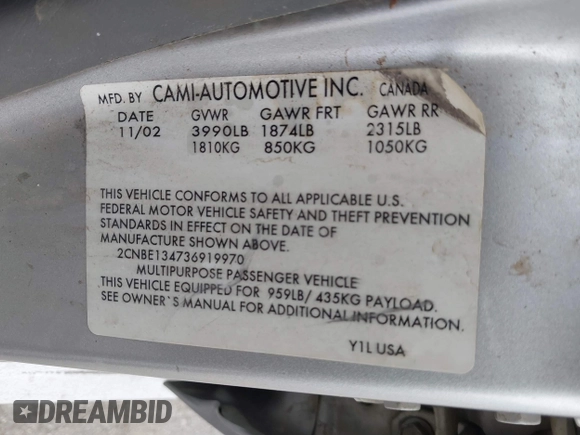 MFD. BY CAMI-AUTOMOTIVE INC. CANADA
DATE GVWR GAWR FRT GAWR RR
11/02 3990LB 1874LB 2315LB
1810KG 850KG 1050KG
THIS VEHICLE CONFORMS TO ALL APPLICABLE U.S.
FEDERAL MOTOR VEHICLE SAFETY AND THEFT PREVENTION
STANDARDS IN EFFECT ON THE DATE OF
MANUFACTURE SHOWN ABOVE.
2CNBE134736919970
MULTIPURPOSE PASSENGER VEHICLE
THIS VEHICLE EQUIPPED FOR 959LB/ 435KG PAYLOAD.
SEE OWNER`S MANUAL FOR ADDITIONAL INFORMATION.
Y1L USA
DREAMBID